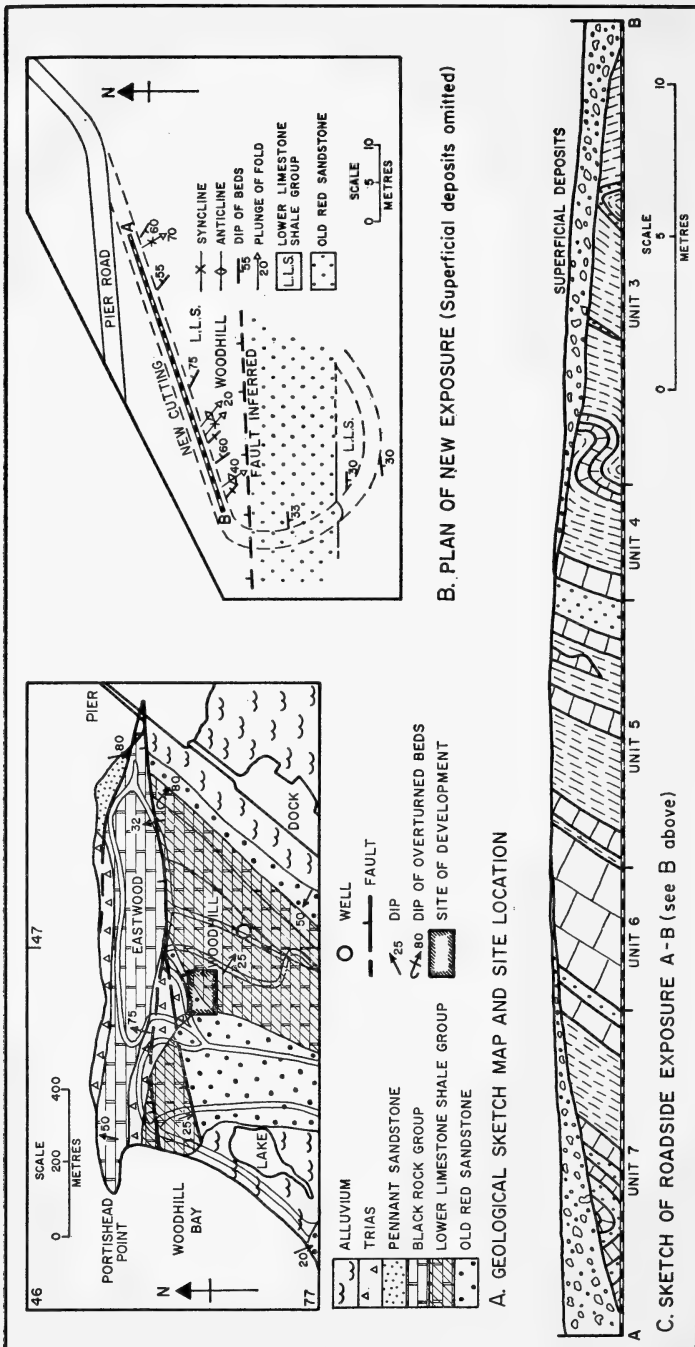 46
47
77
SCALE
0 200 400
METRES
PORTISHEAD
POINT
WOODHILL
BAY
N
50
75
EASTWOOD
32
80
PIER
80
WOODHILL
25
25
LAKE
20
50
DOCK
ALLUVIUM
TRIAS
PENNANT SANDSTONE
BLACK ROCK GROUP
LOWER LIMESTONE SHALE GROUP
OLD RED SANDSTONE
WELL
FAULT
25 DIP
80 DIP OF OVERTURNED BEDS
SITE OF DEVELOPMENT
A. GEOLOGICAL SKETCH MAP AND SITE LOCATION
PIER ROAD
N
NEW CUTTING
A
60
70
55
75 L.L.S.
WOODHILL
20
60
40
B
FAULT INFERRED
33
L.L.S.
30
30
SYNCLINE
ANTICLINE
55 DIP OF BEDS
20 PLUNGE OF FOLD
L.L.S. LOWER LIMESTONE
SHALE GROUP
OLD RED SANDSTONE
SCALE
0 5 10
METRES
B. PLAN OF NEW EXPOSURE (Superficial deposits omitted)
SUPERFICIAL DEPOSITS
A
B
UNIT 7
UNIT 6
UNIT 5
UNIT 4
UNIT 3
SCALE
0 5 10
METRES
C. SKETCH OF ROADSIDE EXPOSURE A-B (see B above)